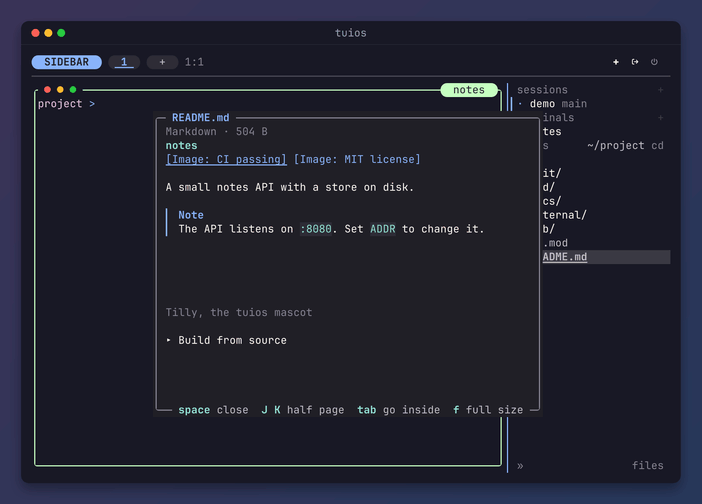 tuios
SIDEBAR 1 + 1:1
notes
project >
README.md
Markdown · 504 B
notes
[Image: CI passing] [Image: MIT license]
A small notes API with a store on disk.
Note
The API listens on :8080. Set ADDR to change it.
Tilly, the tuios mascot
▸ Build from source
space close J K half page tab go inside f full size
sessions +
· demo main
inals +
tes
s ~/project cd
it/
d/
cs/
ternal/
b/
.mod
ADME.md
» files